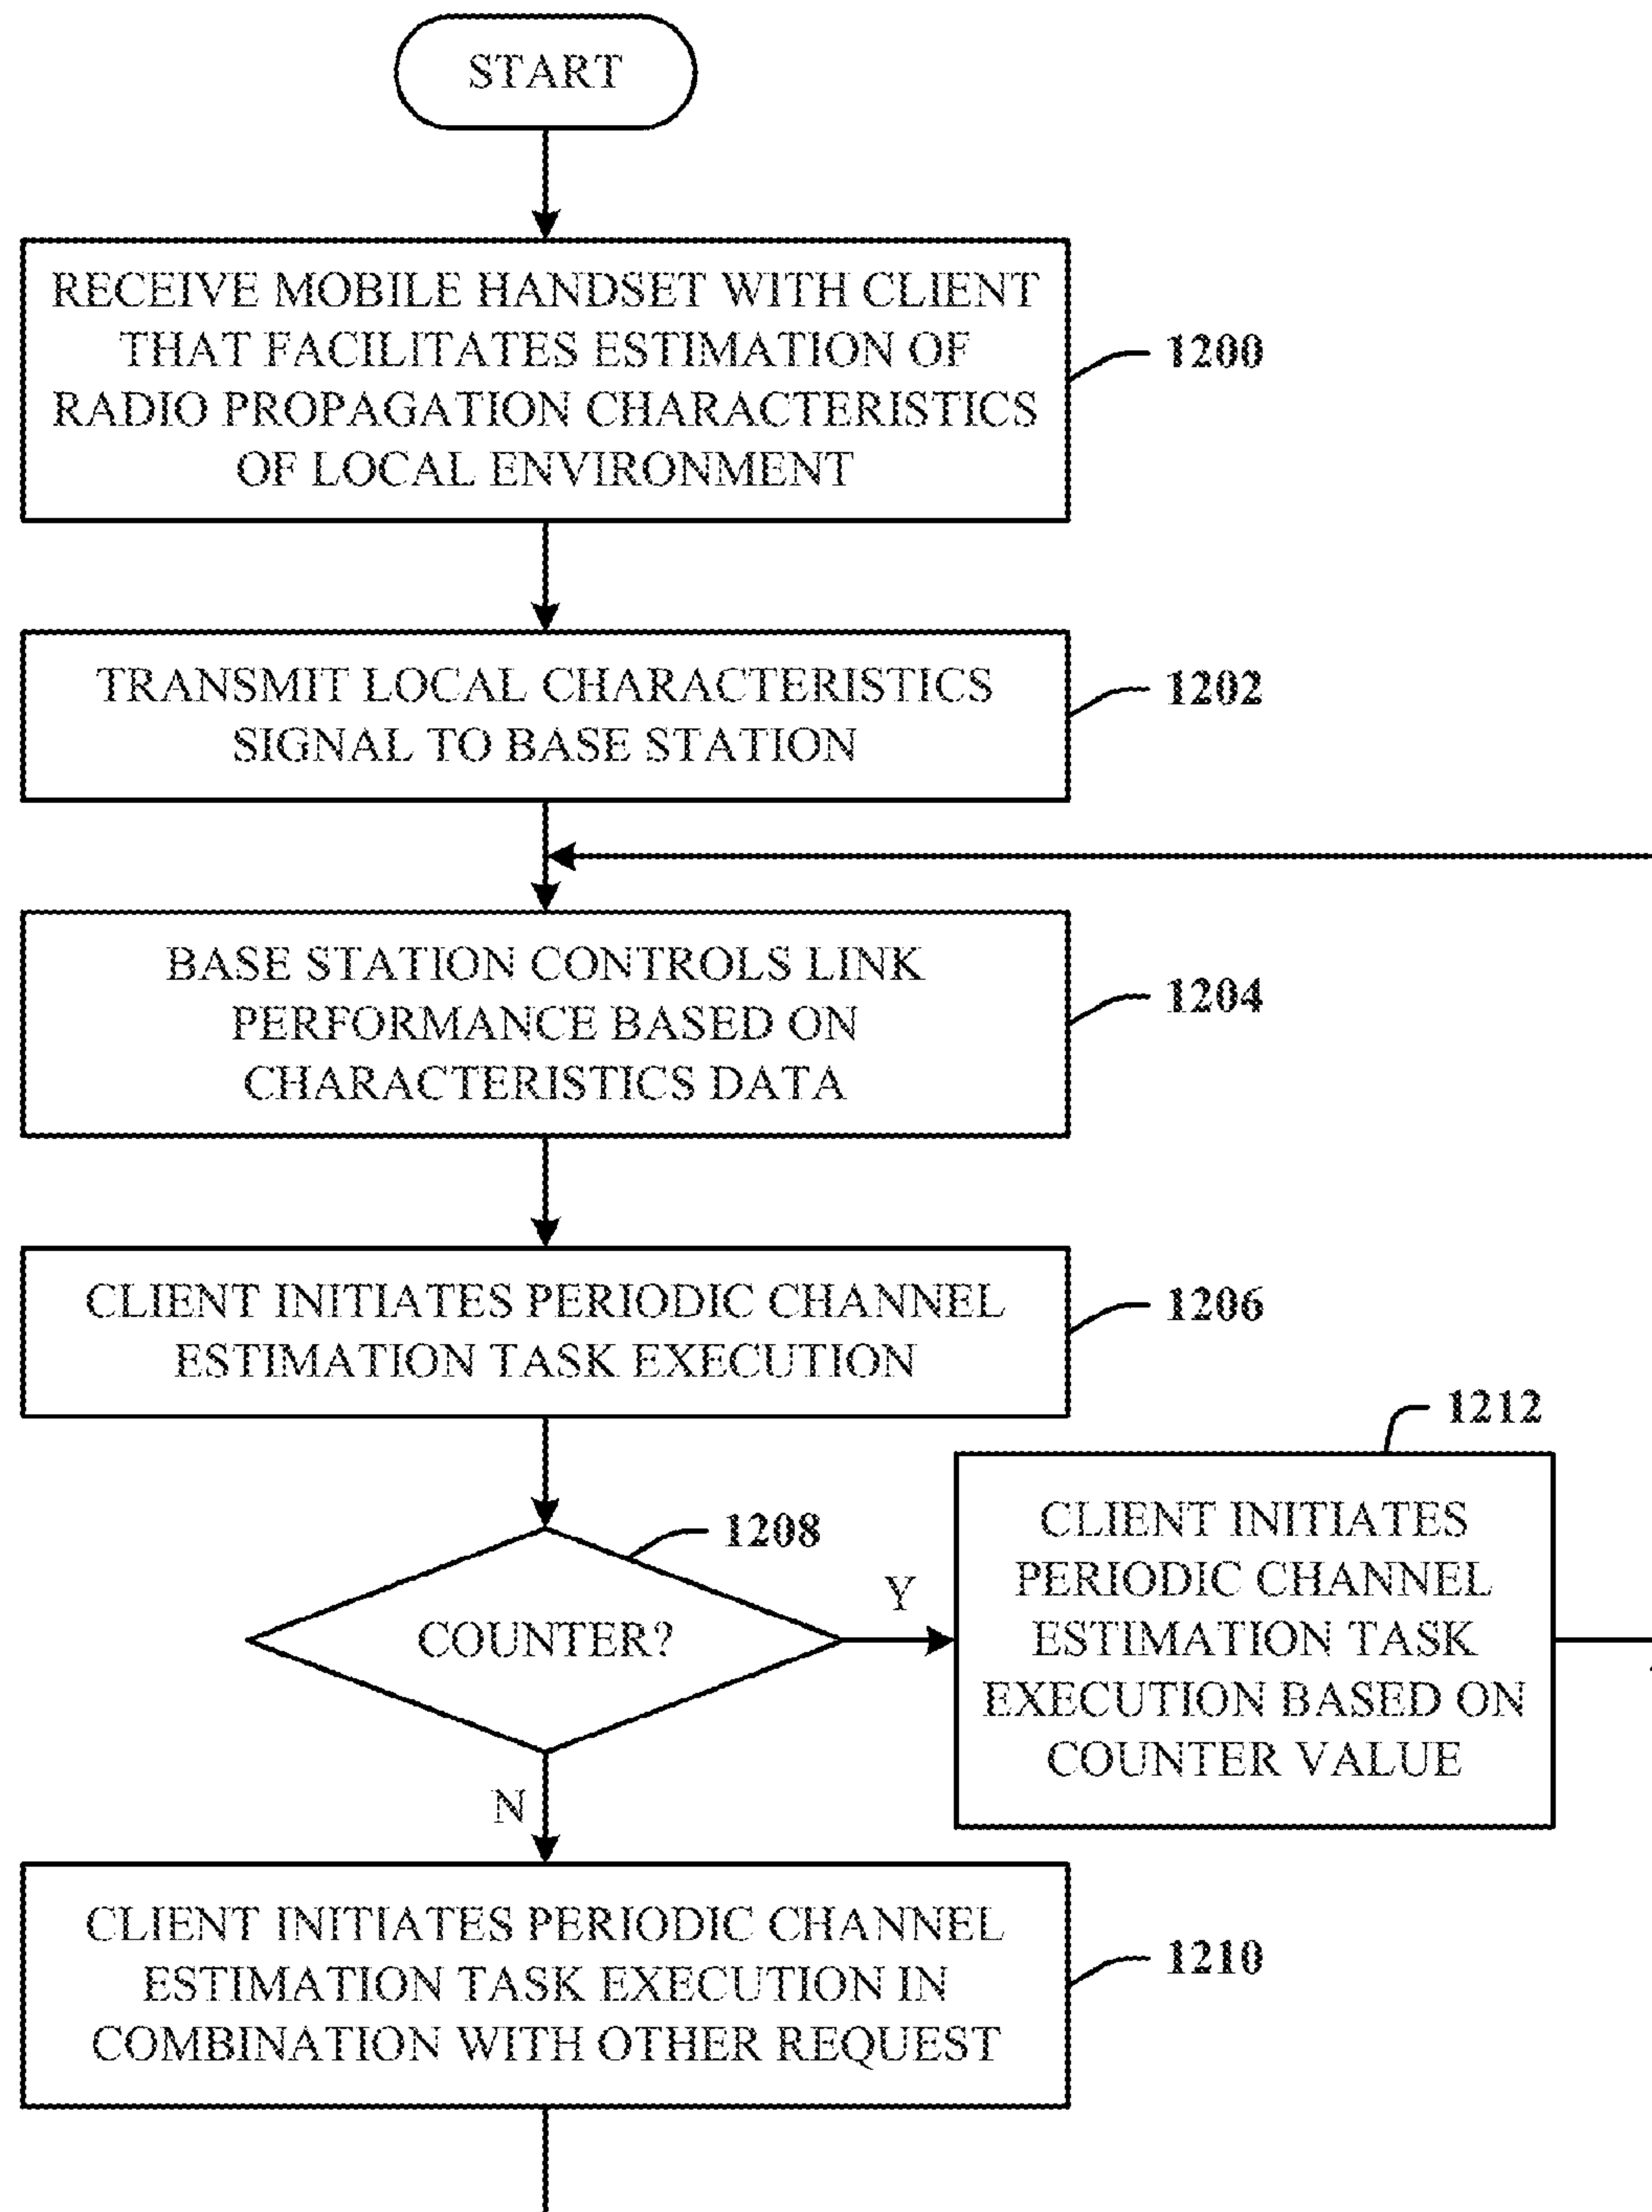 START
RECEIVE MOBILE HANDSET WITH CLIENT
THAT FACILITATES ESTIMATION OF
RADIO PROPAGATION CHARACTERISTICS
OF LOCAL ENVIRONMENT
1200
TRANSMIT LOCAL CHARACTERISTICS
SIGNAL TO BASE STATION
1202
BASE STATION CONTROLS LINK
PERFORMANCE BASED ON
CHARACTERISTICS DATA
1204
CLIENT INITIATES PERIODIC CHANNEL
ESTIMATION TASK EXECUTION
1206
COUNTER?
1208
Y
N
1212
CLIENT INITIATES
PERIODIC CHANNEL
ESTIMATION TASK
EXECUTION BASED ON
COUNTER VALUE
CLIENT INITIATES PERIODIC CHANNEL
ESTIMATION TASK EXECUTION IN
COMBINATION WITH OTHER REQUEST
1210